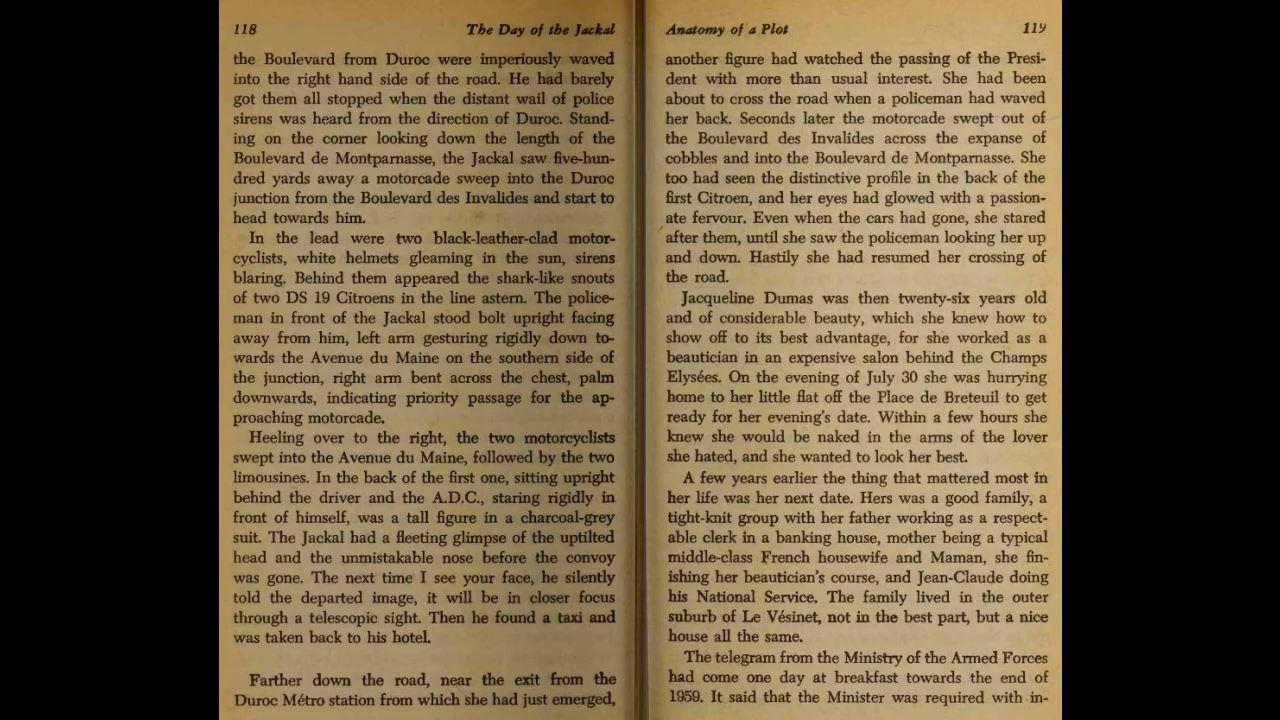 118
The Day of the Jackal
the Boulevard from Duroc were imperiously waved
into the right hand side of the road. He had barely
got them all stopped when the distant wail of police
sirens was heard from the direction of Duroc. Stand-
ing on the corner looking down the length of the
Boulevard de Montparnasse, the Jackal saw five-hun-
dred yards away a motorcade sweep into the Duroc
junction from the Boulevard des Invalides and start to
head towards him.
In the lead were two black-leather-clad motor-
cyclists, white helmets gleaming in the sun, sirens
blaring. Behind them appeared the shark-like snouts
of two DS 19 Citroens in the line astern. The police-
man in front of the Jackal stood bolt upright facing
away from him, left arm gesturing rigidly down to-
wards the Avenue du Maine on the southern side of
the junction, right arm bent across the chest, palm
downwards, indicating priority passage for the ap-
proaching motorcade.
Heeling over to the right, the two motorcyclists
swept into the Avenue du Maine, followed by the two
limousines. In the back of the first one, sitting upright
behind the driver and the A.D.C., staring rigidly in
front of himself, was a tall figure in a charcoal-grey
suit. The Jackal had a fleeting glimpse of the uptilted
head and the unmistakable nose before the convoy
was gone. The next time I see your face, he silently
told the departed image, it will be in closer focus
through a telescopic sight. Then he found a taxi and
was taken back to his hotel.
Farther down the road, near the exit from the
Duroc Métro station from which she had just emerged,
Anatomy of a Plot
119
another figure had watched the passing of the Presi-
dent with more than usual interest. She had been
about to cross the road when a policeman had waved
her back. Seconds later the motorcade swept out of
the Boulevard des Invalides across the expanse of
cobbles and into the Boulevard de Montparnasse. She
too had seen the distinctive profile in the back of the
first Citroen, and her eyes had glowed with a passion-
ate fervour. Even when the cars had gone, she stared
after them, until she saw the policeman looking her up
and down. Hastily she had resumed her crossing of
the road.
Jacqueline Dumas was then twenty-six years old
and of considerable beauty, which she knew how to
show off to its best advantage, for she worked as a
beautician in an expensive salon behind the Champs
Elysées. On the evening of July 30 she was hurrying
home to her little flat off the Place de Breteuil to get
ready for her evening's date. Within a few hours she
knew she would be naked in the arms of the lover
she hated, and she wanted to look her best.
A few years earlier the thing that mattered most in
her life was her next date. Hers was a good family, a
tight-knit group with her father working as a respect-
able clerk in a banking house, mother being a typical
middle-class French housewife and Maman, she fin-
ishing her beautician's course, and Jean-Claude doing
his National Service. The family lived in the outer
suburb of Le Vésinet, not in the best part, but a nice
house all the same.
The telegram from the Ministry of the Armed Forces
had come one day at breakfast towards the end of
1959. It said that the Minister was required with in-